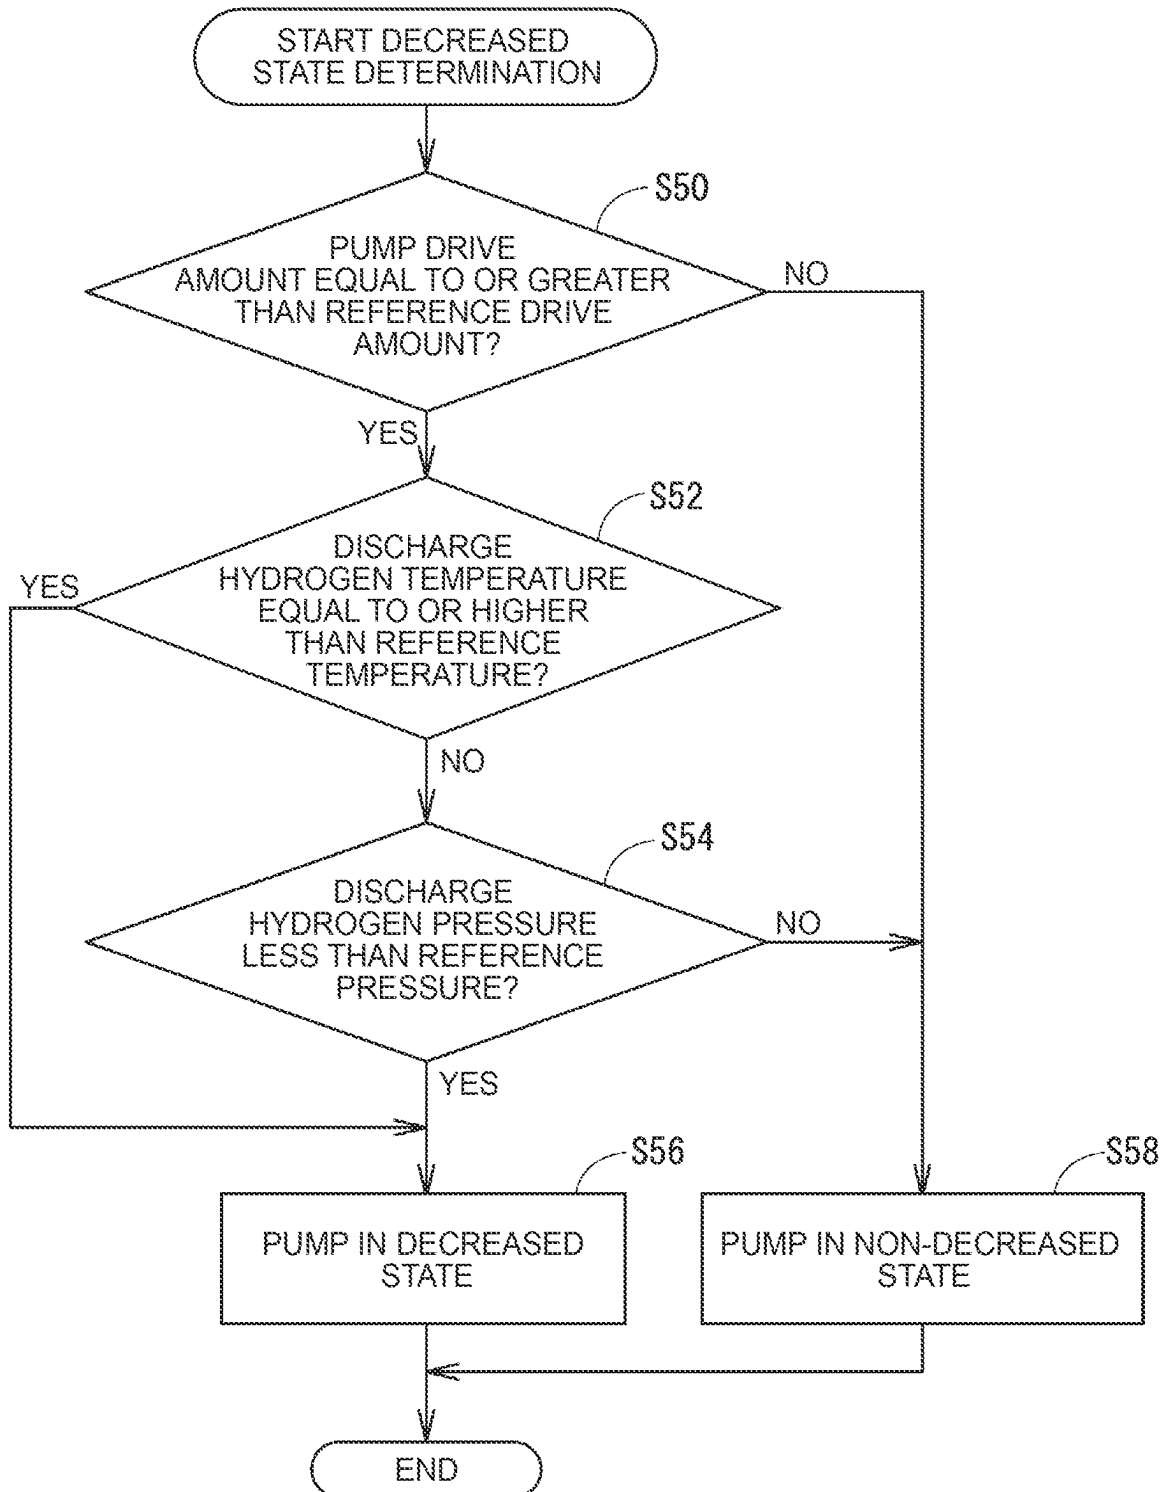 START DECREASED
STATE DETERMINATION
S50
PUMP DRIVE
AMOUNT EQUAL TO OR GREATER
THAN REFERENCE DRIVE
AMOUNT?
NO
YES
S52
DISCHARGE
HYDROGEN TEMPERATURE
EQUAL TO OR HIGHER
THAN REFERENCE
TEMPERATURE?
YES
NO
S54
DISCHARGE
HYDROGEN PRESSURE
LESS THAN REFERENCE
PRESSURE?
NO
YES
S56
PUMP IN DECREASED
STATE
S58
PUMP IN NON-DECREASED
STATE
END